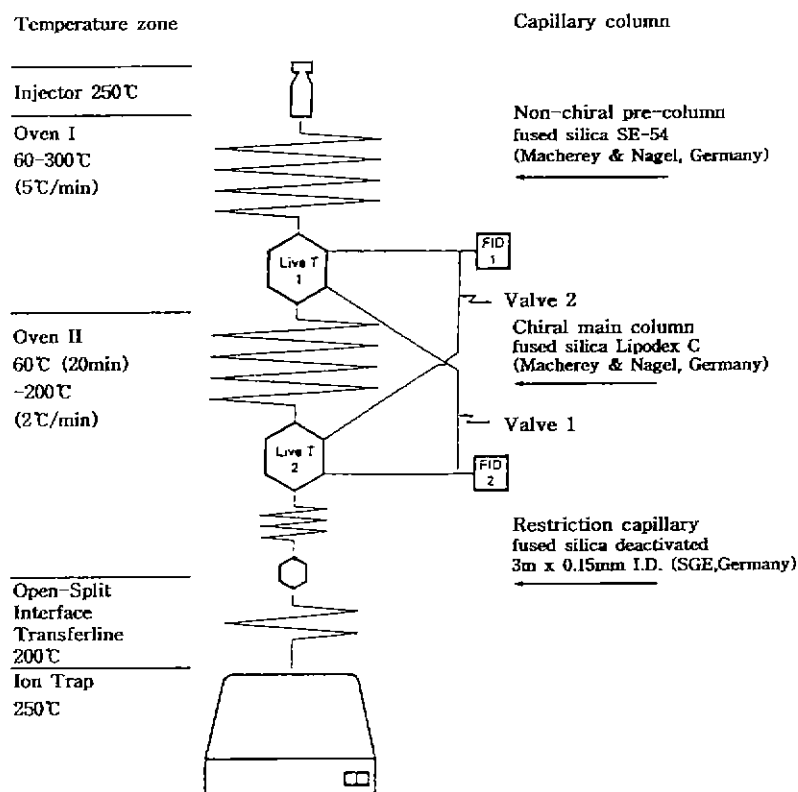 Temperature zone
Capillary column
Injector 250℃
Oven I
60-300℃
(5℃/min)
Non-chiral pre-column
fused silica SE-54
(Macherey & Nagel, Germany)
Live T
1
FID
1
Valve 2
Oven II
60℃ (20min)
-200℃
(2℃/min)
Chiral main column
fused silica Lipodex C
(Macherey & Nagel, Germany)
Valve 1
Live T
2
FID
2
Restriction capillary
fused silica deactivated
3m x 0.15mm I.D. (SGE,Germany)
Open-Split
Interface
Transferline
200℃
Ion Trap
250℃